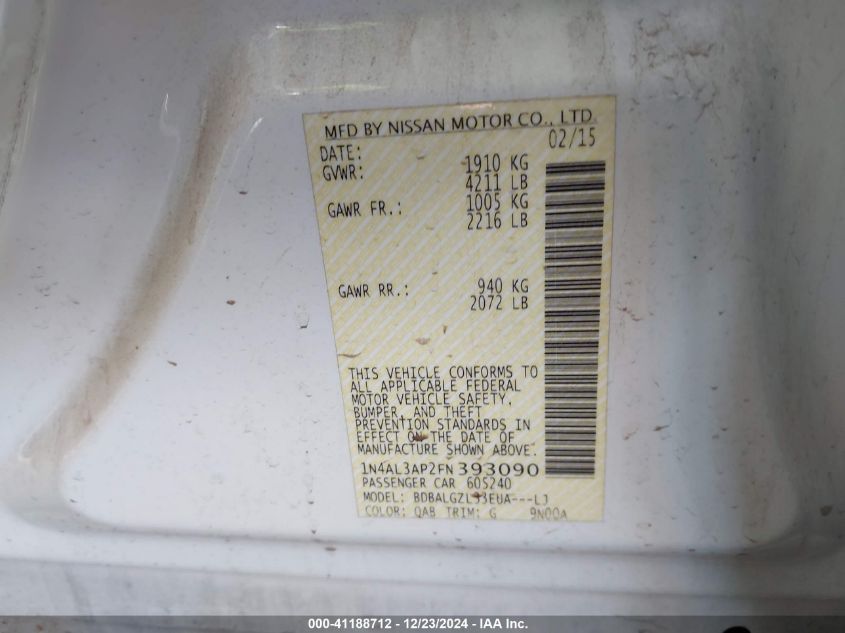 MFD BY NISSAN MOTOR CO., LTD.
DATE: 02/15
GVWR: 1910 KG
4211 LB
GAWR FR.: 1005 KG
2216 LB
GAWR RR.: 940 KG
2072 LB
THIS VEHICLE CONFORMS TO
ALL APPLICABLE FEDERAL
MOTOR VEHICLE SAFETY,
BUMPER, AND THEFT
PREVENTION STANDARDS IN
EFFECT ON THE DATE OF
MANUFACTURE SHOWN ABOVE.
1N4AL3AP2FN393090
PASSENGER CAR 605240
MODEL:
COLOR: QAB TRIM: G 9N00A
000-41188712 - 12/23/2024 - IAA Inc.